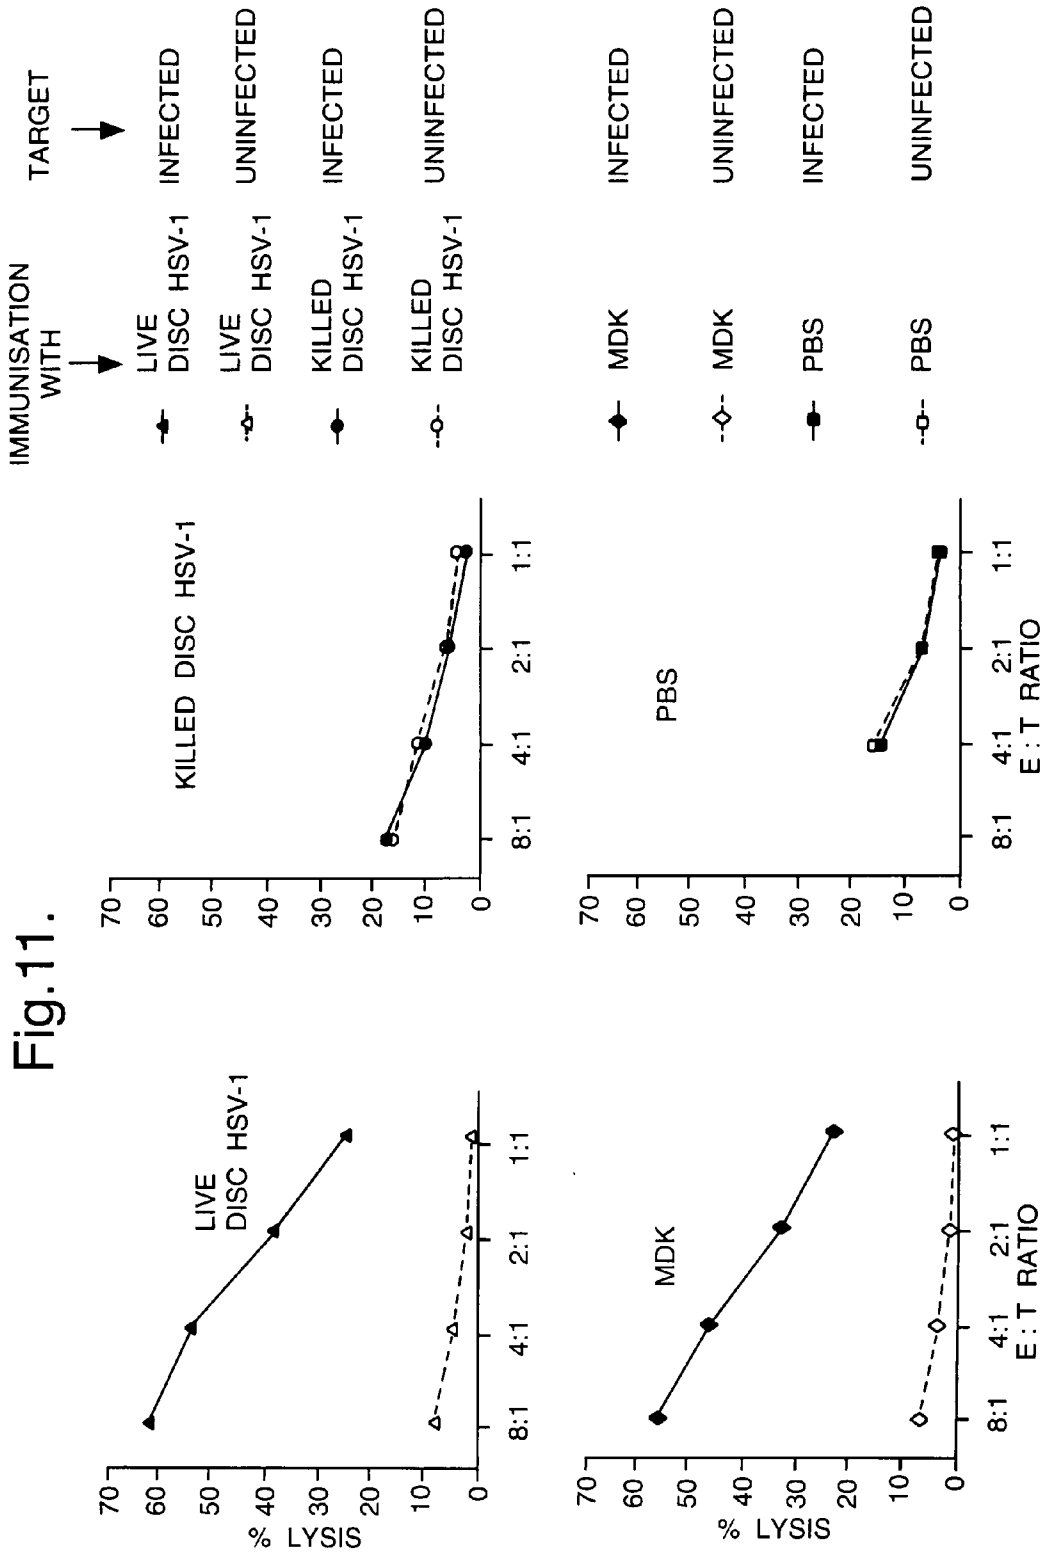 Fig.11.
% LYSIS
70
60
50
40
30
20
10
0
LIVE
DISC HSV-1
8:1
4:1
2:1
1:1
70
60
50
40
30
20
10
0
KILLED DISC HSV-1
8:1
4:1
2:1
1:1
% LYSIS
70
60
50
40
30
20
10
0
MDK
8:1
4:1
2:1
1:1
E:T RATIO
70
60
50
40
30
20
10
0
PBS
8:1
4:1
2:1
1:1
E:T RATIO
IMMUNISATION
WITH
TARGET
LIVE
DISC HSV-1 INFECTED
LIVE
DISC HSV-1 UNINFECTED
KILLED
DISC HSV-1 INFECTED
KILLED
DISC HSV-1 UNINFECTED
MDK INFECTED
MDK UNINFECTED
PBS INFECTED
PBS UNINFECTED